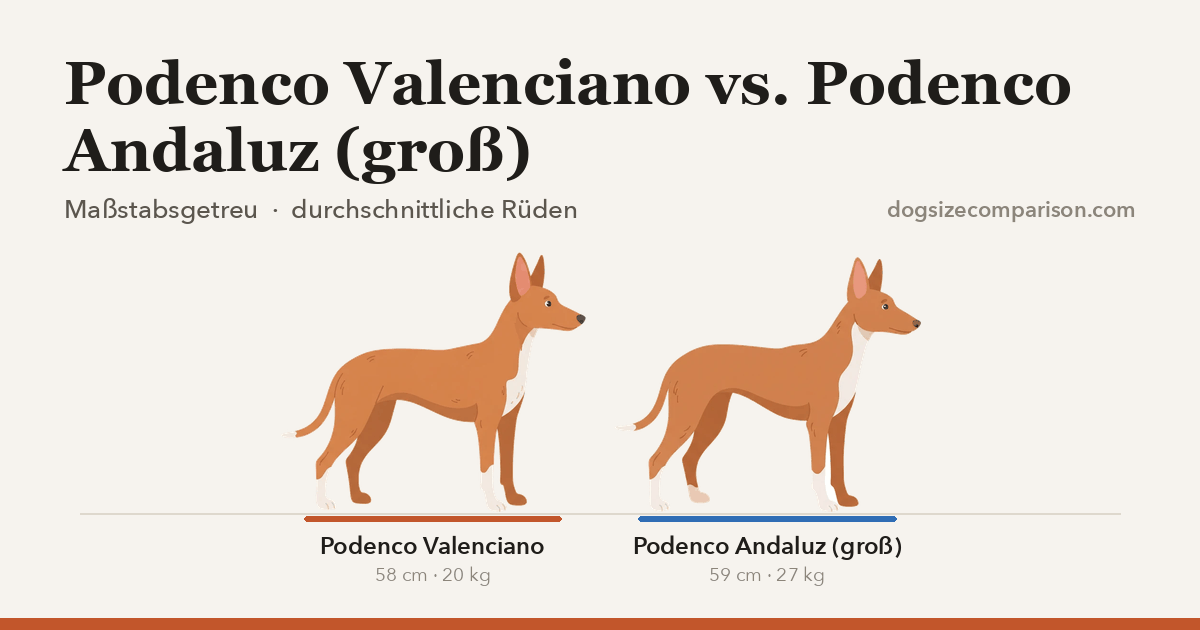 Podenco Valenciano vs. Podenco
Andaluz (groß)
Maßstabsgetreu · durchschnittliche Rüden
dogsizecomparison.com
Podenco Valenciano
58 cm · 20 kg
Podenco Andaluz (groß)
59 cm · 27 kg